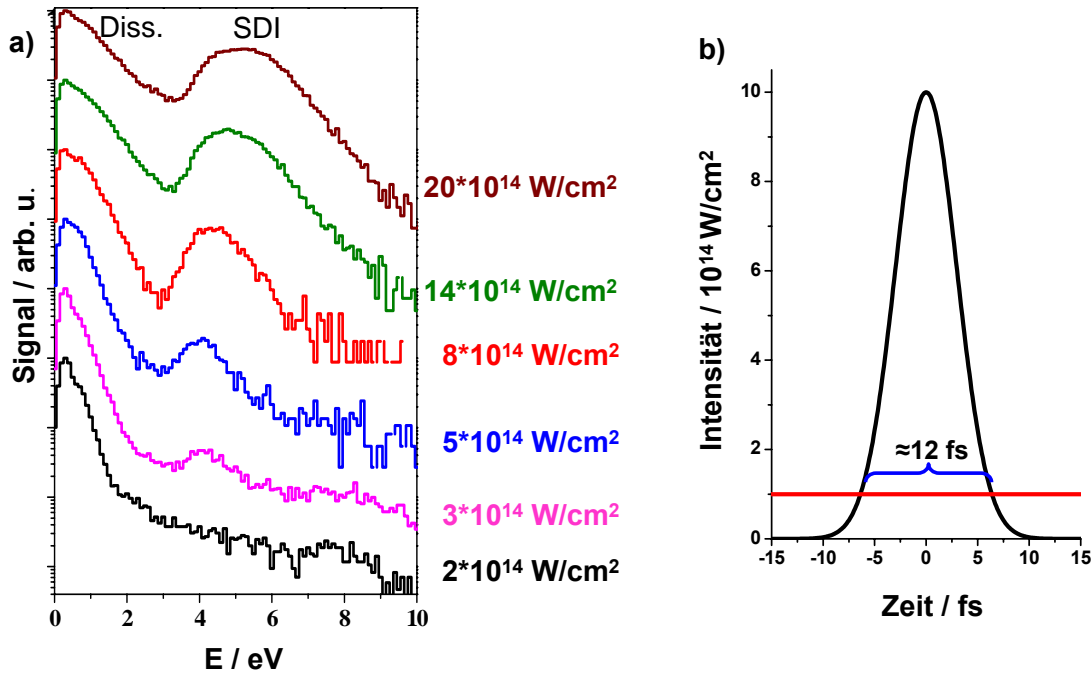 a)
Diss.
SDI
Signal / arb. u.
20*10¹⁴ W/cm²
14*10¹⁴ W/cm²
8*10¹⁴ W/cm²
5*10¹⁴ W/cm²
3*10¹⁴ W/cm²
2*10¹⁴ W/cm²
0 2 4 6 8 10
E / eV
b)
Intensität / 10¹⁴ W/cm²
10
8
6
4
2
0
≈12 fs
-15 -10 -5 0 5 10 15
Zeit / fs